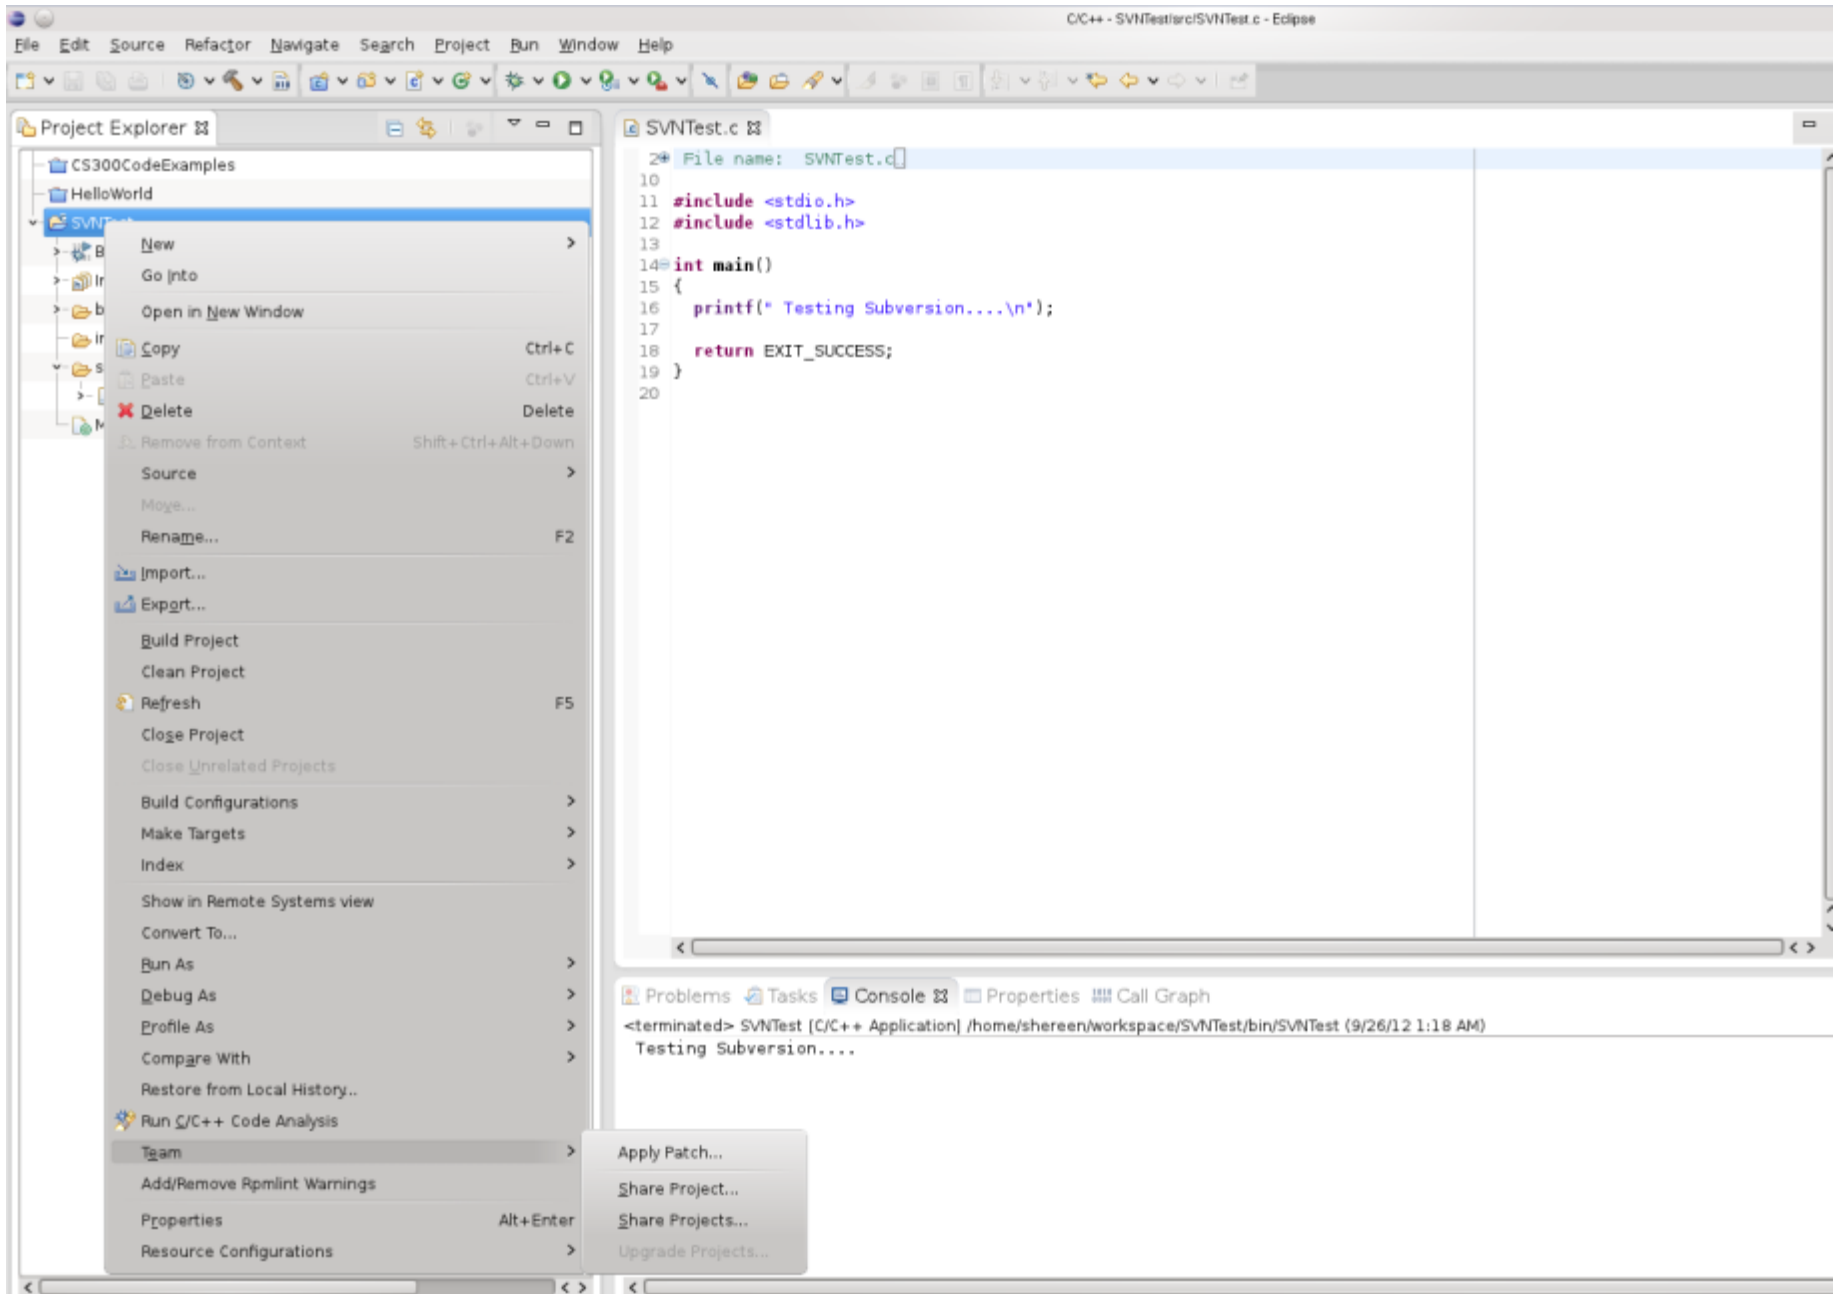 C/C++ - SVNTest/src/SVNTest.c - Eclipse
File Edit Source Refactor Navigate Search Project Run Window Help
Project Explorer
CS300CodeExamples
HelloWorld
SVNTest
New
Go Into
Open in New Window
Copy Ctrl+C
Paste Ctrl+V
Delete Delete
Remove from Context Shift+Ctrl+Alt+Down
Source
Move...
Rename... F2
Import...
Export...
Build Project
Clean Project
Refresh F5
Close Project
Close Unrelated Projects
Build Configurations
Make Targets
Index
Show in Remote Systems view
Convert To...
Run As
Debug As
Profile As
Compare With
Restore from Local History...
Run C/C++ Code Analysis
Team
Add/Remove Rpmlint Warnings
Properties Alt+Enter
Resource Configurations
Apply Patch...
Share Project...
Share Projects...
Upgrade Projects...
SVNTest.c
2 File name:  SVNTest.c
10
11 #include <stdio.h>
12 #include <stdlib.h>
13
14 int main()
15 {
16   printf(" Testing Subversion....\n");
17
18   return EXIT_SUCCESS;
19 }
20
Problems Tasks Console Properties Call Graph
<terminated> SVNTest [C/C++ Application] /home/shereen/workspace/SVNTest/bin/SVNTest (9/26/12 1:18 AM)
Testing Subversion....